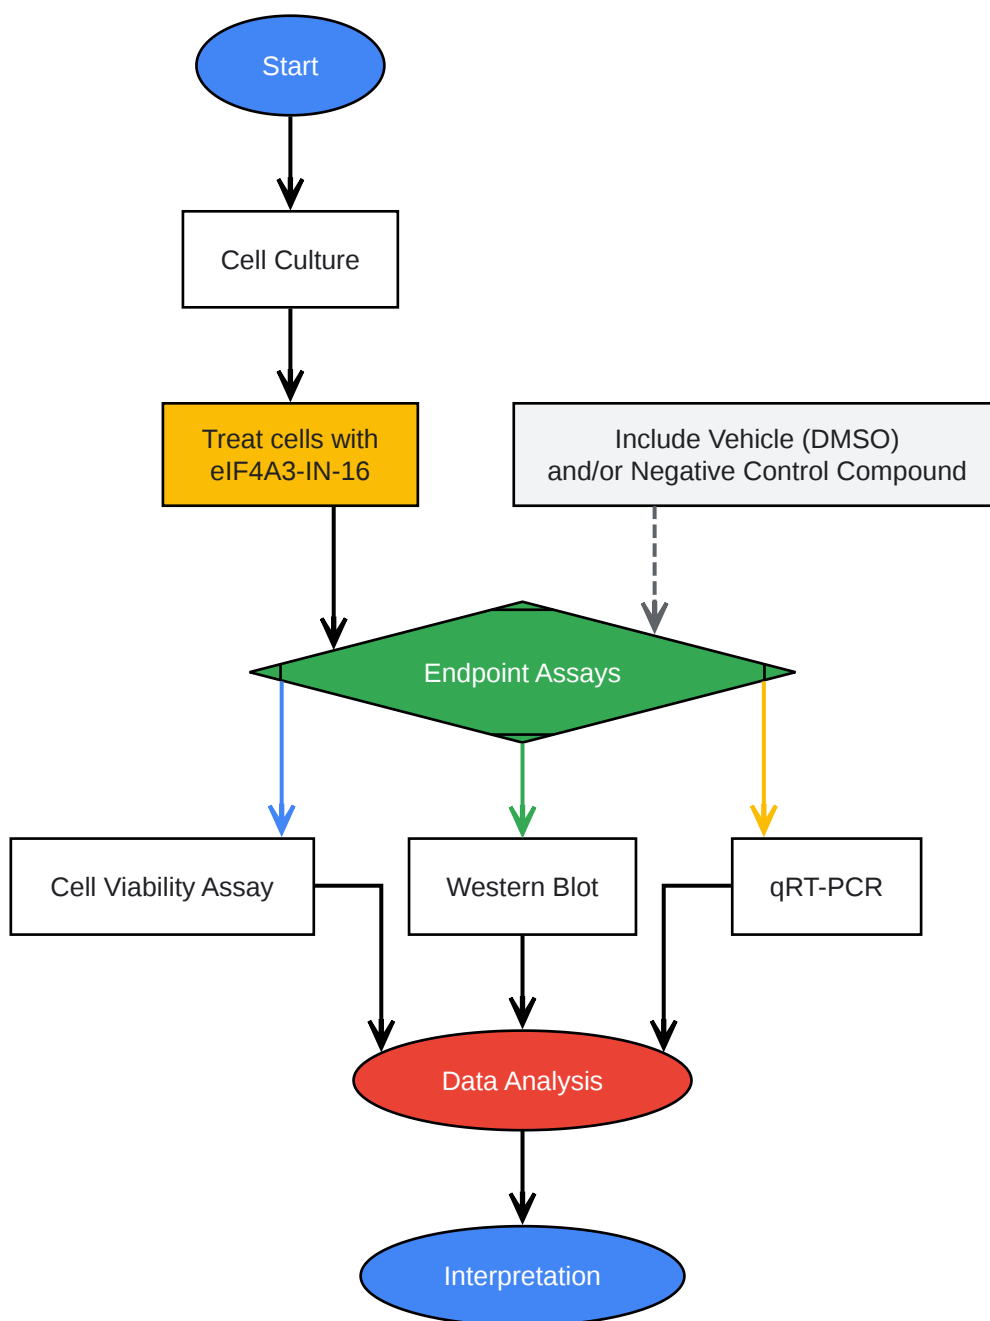 Start
Cell Culture
Treat cells with
eIF4A3-IN-16
Include Vehicle (DMSO)
and/or Negative Control Compound
Endpoint Assays
Cell Viability Assay
Western Blot
qRT-PCR
Data Analysis
Interpretation